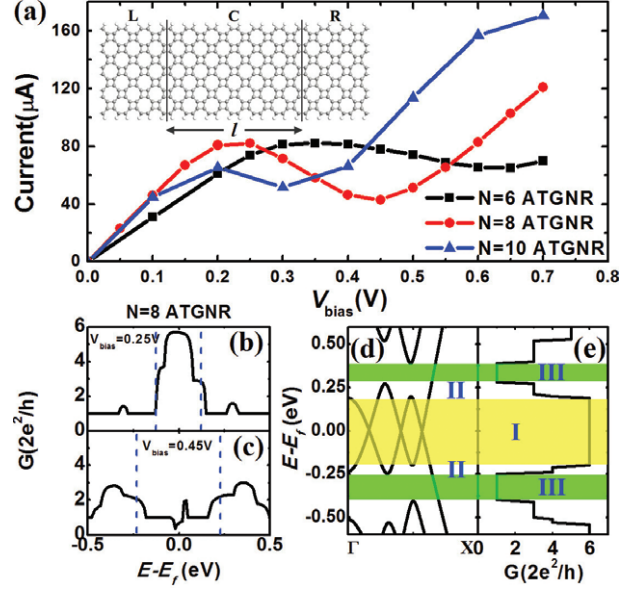 (a)
L C R
l
Current(μA)
160
120
80
40
0
0.0 0.1 0.2 0.3 0.4 0.5 0.6 0.7 0.8
V_bias(V)
N=6 ATGNR
N=8 ATGNR
N=10 ATGNR
N=8 ATGNR
V_bias=0.25V
(b)
6
4
2
0
G(2e²/h)
V_bias=0.45V
(c)
4
2
0
-0.5 0.0 0.5
E-E_f (eV)
(d) (e)
0.50
0.25
0.00
-0.25
-0.50
E-E_f (eV)
III
II
I
II
III
Γ X
0 2 4 6
G(2e²/h)